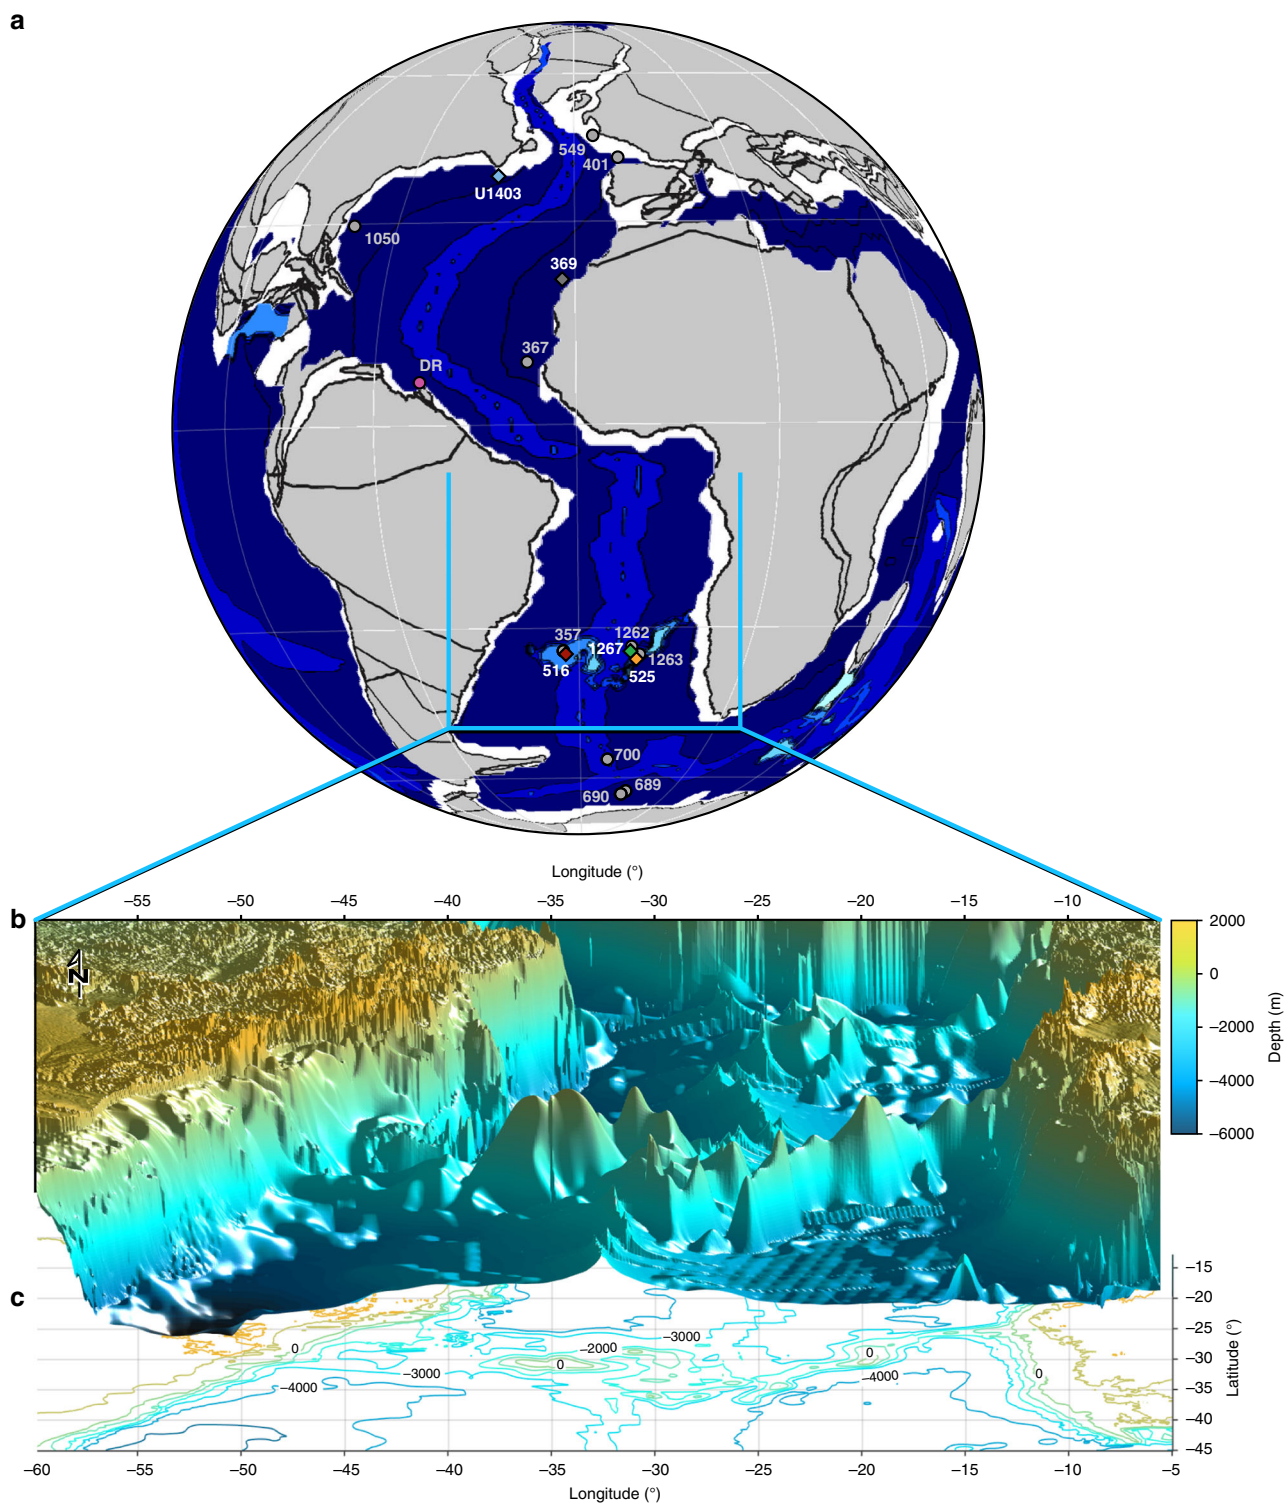 a
549
401
U1403
1050
369
367
DR
357
1262
1267
1263
516
525
700
689
690
Longitude (°)
–55 –50 –45 –40 –35 –30 –25 –20 –15 –10
b
N
2000
0
–2000
–4000
–6000
Depth (m)
c
–15
–20
–25
–30
–35
–40
–45
Latitude (°)
0
–3000
–2000
0
0
–3000
–4000
–4000
0
–60 –55 –50 –45 –40 –35 –30 –25 –20 –15 –10 –5
Longitude (°)